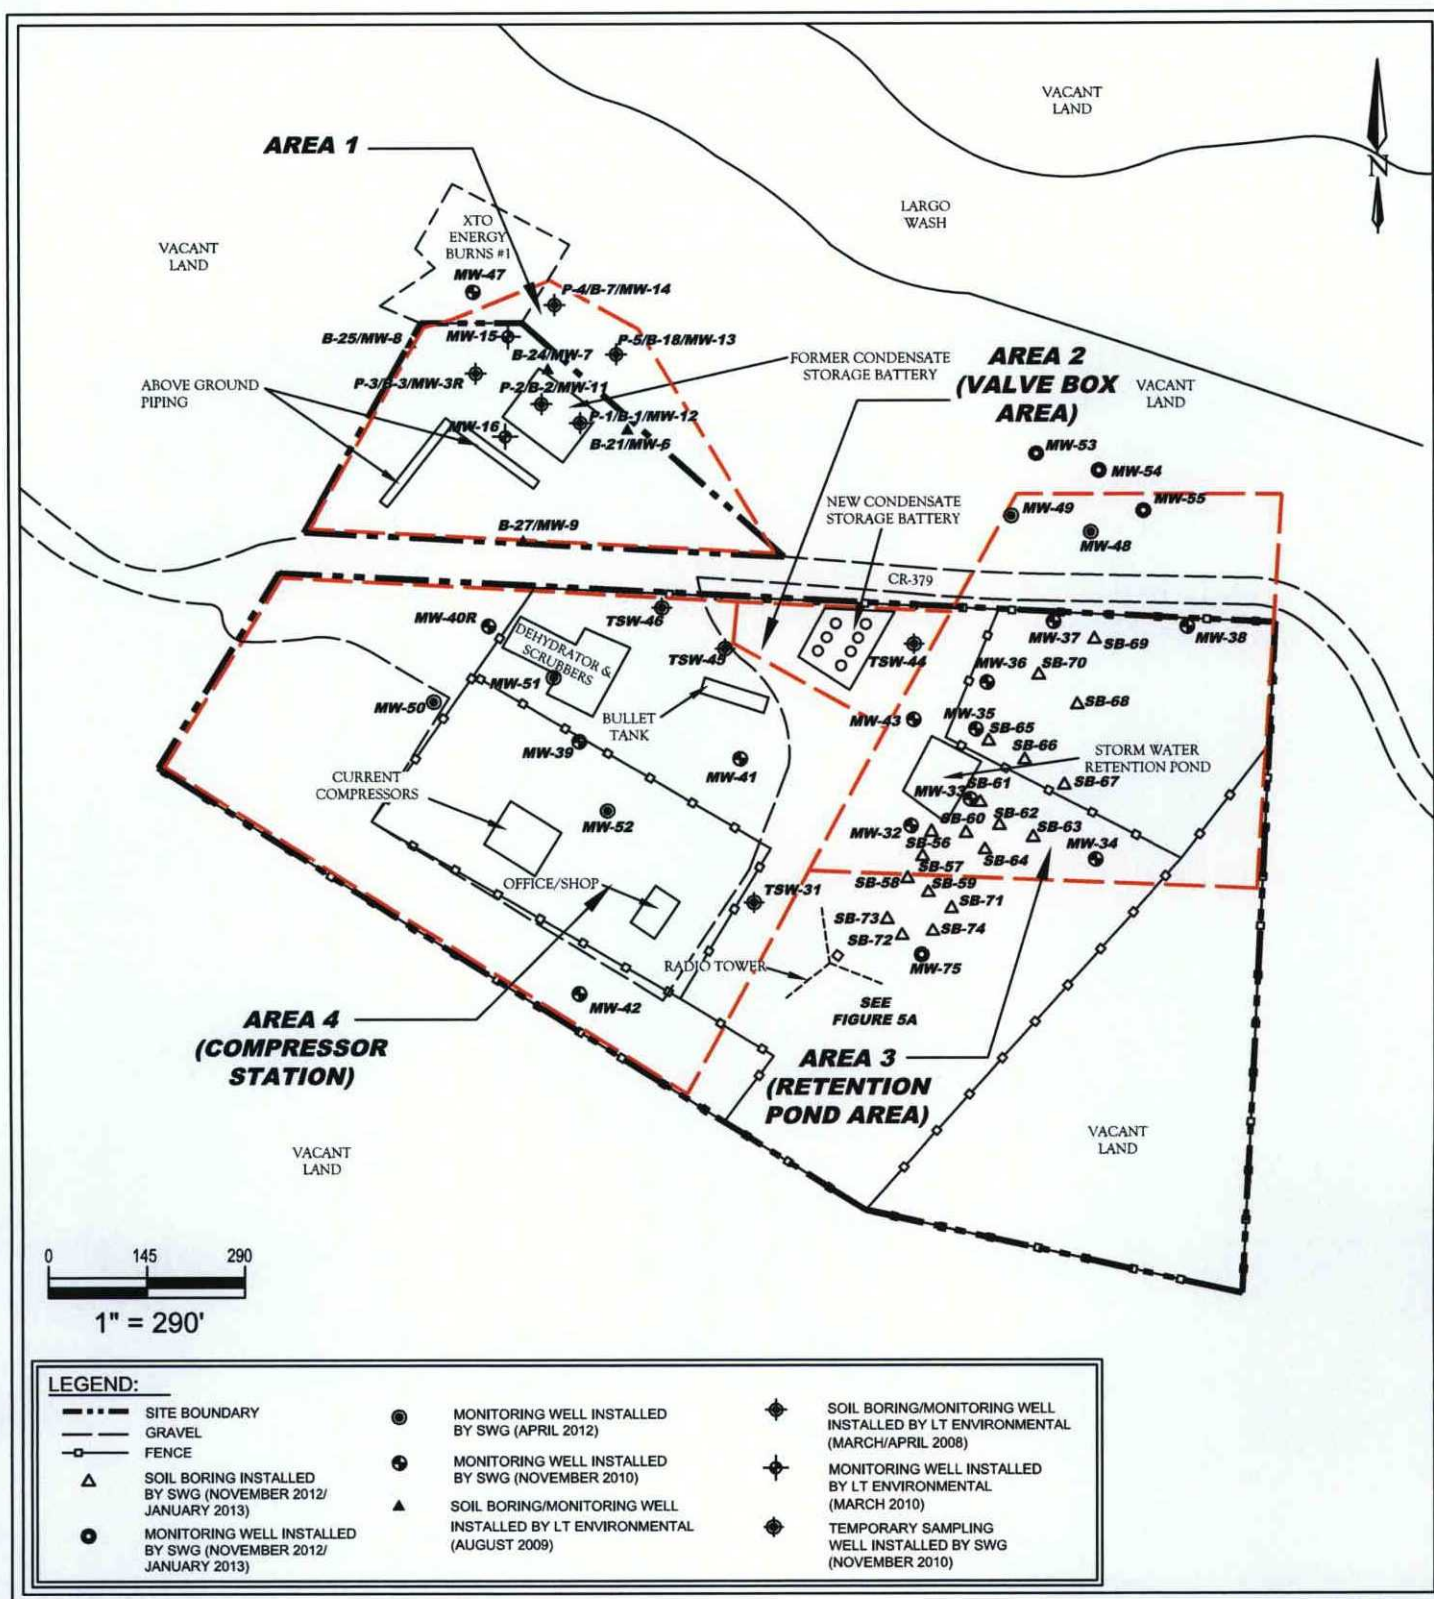 VACANT
LAND
AREA 1
N
LARGO
WASH
XTO
ENERGY
BURNS #1
VACANT
LAND
MW-47
P-4/B-7/MW-14
B-25/MW-8
MW-15
P-5/B-18/MW-13
B-24/MW-7
FORMER CONDENSATE
STORAGE BATTERY
AREA 2
(VALVE BOX
AREA)
VACANT
LAND
ABOVE GROUND
PIPING
P-3/B-3/MW-3R
P-2/B-2/MW-11
P-1/B-1/MW-12
MW-16
B-21/MW-6
MW-53
MW-54
NEW CONDENSATE
STORAGE BATTERY
MW-55
MW-49
MW-48
B-27/MW-9
CR-379
MW-40R
TSW-46
DEHYDRATOR &
SCRUBBERS
TSW-45
TSW-44
MW-37
SB-69
MW-38
MW-36
SB-70
MW-51
MW-50
BULLET
TANK
SB-68
MW-43
MW-35
SB-65
SB-66
MW-39
MW-41
STORM WATER
RETENTION POND
CURRENT
COMPRESSORS
SB-67
SB-61
MW-33
MW-52
SB-62
SB-60
SB-63
MW-32
SB-56
MW-34
SB-64
SB-57
OFFICE/SHOP
SB-58
TSW-31
SB-59
SB-71
SB-73
SB-74
SB-72
RADIO TOWER
MW-75
MW-42
SEE
FIGURE 5A
AREA 4
(COMPRESSOR
STATION)
AREA 3
(RETENTION
POND AREA)
VACANT
LAND
VACANT
LAND
0 145 290
1" = 290'
LEGEND:
SITE BOUNDARY
GRAVEL
FENCE
SOIL BORING INSTALLED
BY SWG (NOVEMBER 2012/
JANUARY 2013)
MONITORING WELL INSTALLED
BY SWG (NOVEMBER 2012/
JANUARY 2013)
MONITORING WELL INSTALLED
BY SWG (APRIL 2012)
MONITORING WELL INSTALLED
BY SWG (NOVEMBER 2010)
SOIL BORING/MONITORING WELL
INSTALLED BY LT ENVIRONMENTAL
(AUGUST 2009)
SOIL BORING/MONITORING WELL
INSTALLED BY LT ENVIRONMENTAL
(MARCH/APRIL 2008)
MONITORING WELL INSTALLED
BY LT ENVIRONMENTAL
(MARCH 2010)
TEMPORARY SAMPLING
WELL INSTALLED BY SWG
(NOVEMBER 2010)